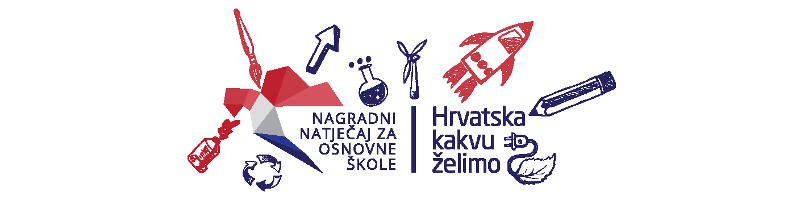 NAGRADNI
NATJEČAJ ZA
OSNOVNE
ŠKOLE
Hrvatska
kakvu
želimo